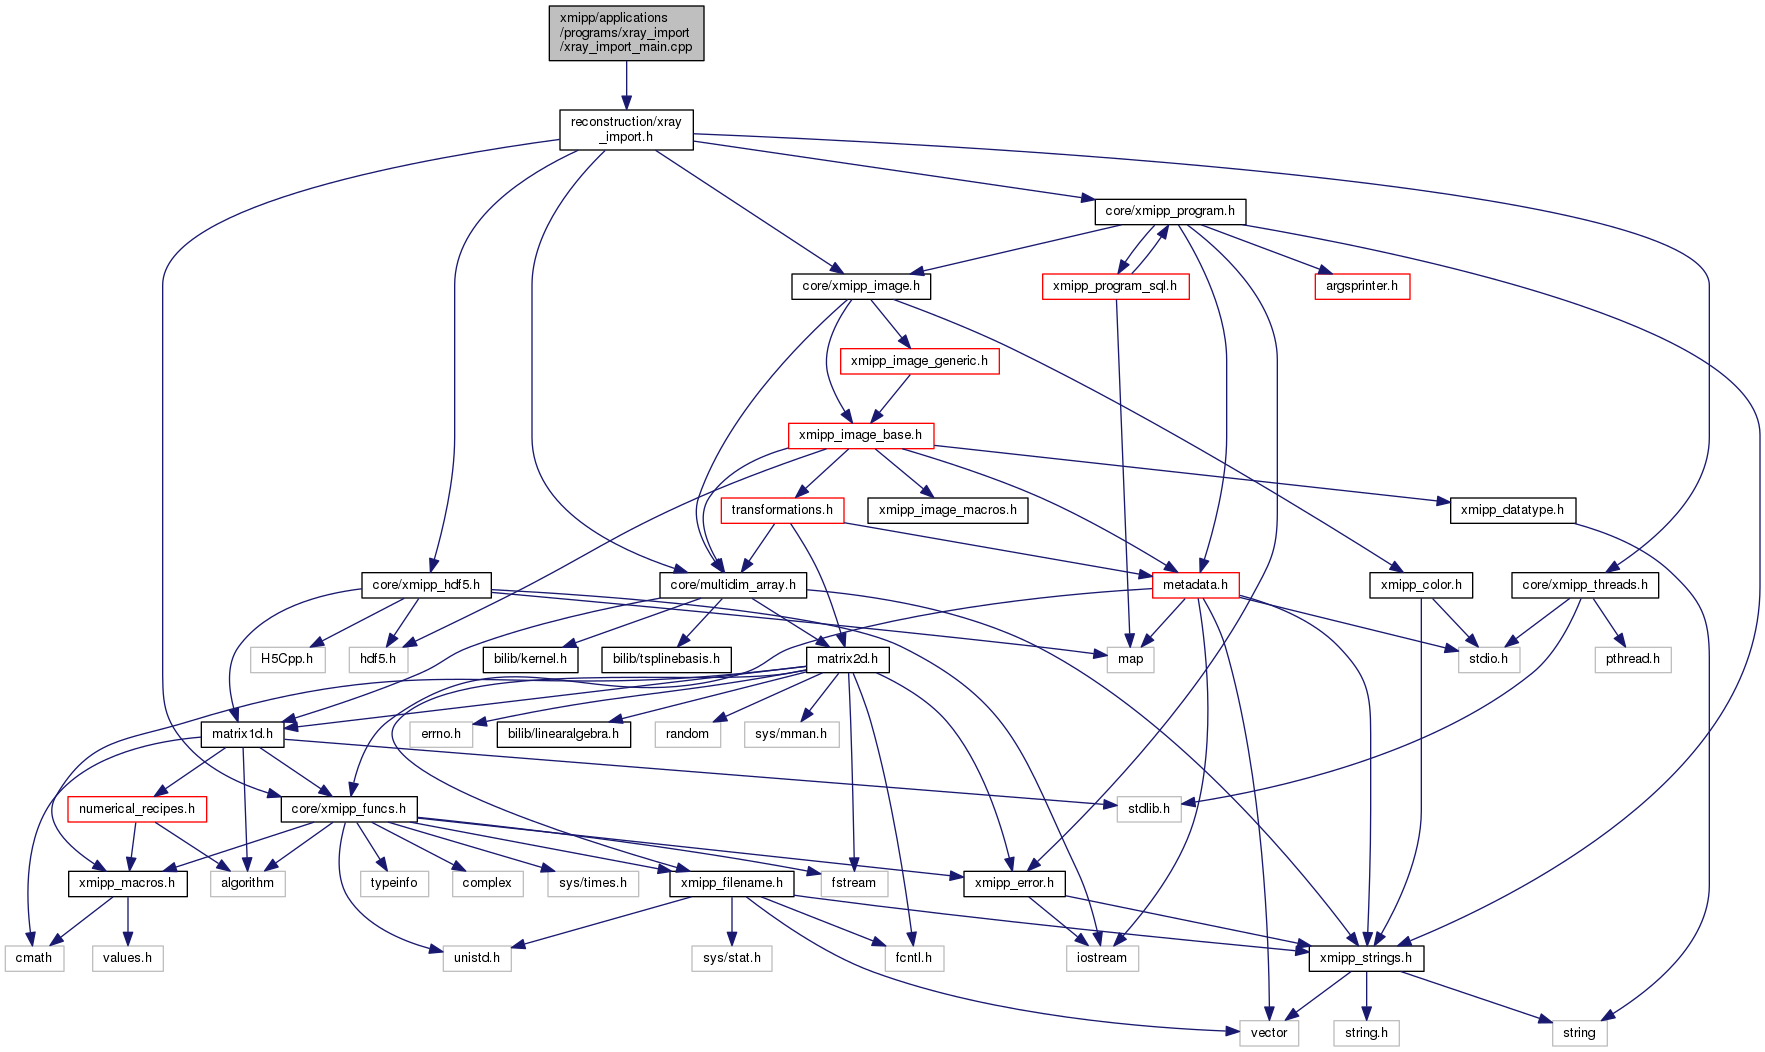 xmipp/applications
/programs/xray_import
/xray_import_main.cpp
reconstruction/xray
_import.h
core/xmipp_program.h
core/xmipp_image.h
xmipp_program_sql.h
argsprinter.h
xmipp_image_generic.h
xmipp_image_base.h
transformations.h
xmipp_image_macros.h
xmipp_datatype.h
core/xmipp_hdf5.h
core/multidim_array.h
metadata.h
xmipp_color.h
core/xmipp_threads.h
H5Cpp.h
hdf5.h
bilib/kernel.h
bilib/tsplinebasis.h
matrix2d.h
map
stdio.h
pthread.h
matrix1d.h
errno.h
bilib/linearalgebra.h
random
sys/mman.h
numerical_recipes.h
core/xmipp_funcs.h
stdlib.h
xmipp_macros.h
algorithm
typeinfo
complex
sys/times.h
xmipp_filename.h
fstream
xmipp_error.h
cmath
values.h
unistd.h
sys/stat.h
fcntl.h
iostream
xmipp_strings.h
vector
string.h
string